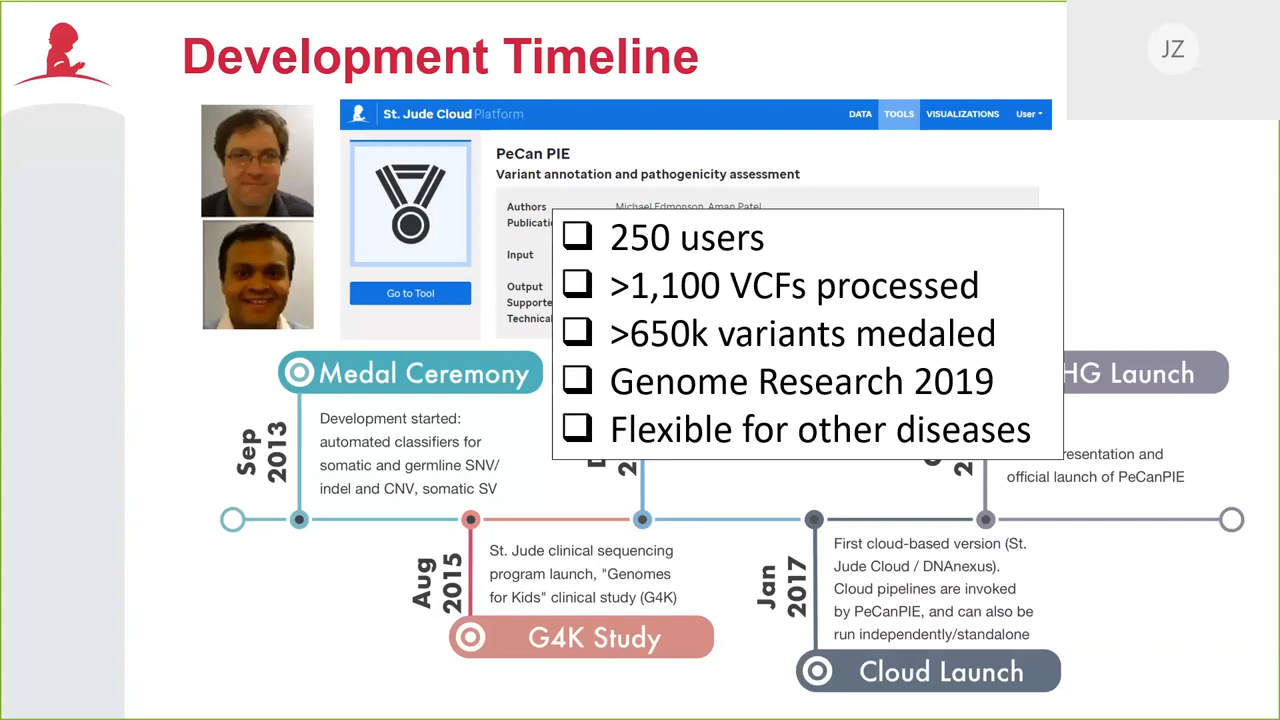 Development Timeline
JZ
St. Jude Cloud Platform
DATA TOOLS VISUALIZATIONS User
PeCan PIE
Variant annotation and pathogenicity assessment
Authors Michael Edmonson, Aman Patel
Input
Output
Go to Tool
250 users
>1,100 VCFs processed
>650k variants medaled
Genome Research 2019
Flexible for other diseases
Medal Ceremony
HG Launch
Sep 2013
Development started:
automated classifiers for
somatic and germline SNV/
indel and CNV, somatic SV
official launch of PeCanPIE
Aug 2015
St. Jude clinical sequencing
program launch, "Genomes
for Kids" clinical study (G4K)
G4K Study
Jan 2017
First cloud-based version (St.
Jude Cloud / DNAnexus).
Cloud pipelines are invoked
by PeCanPIE, and can also be
run independently/standalone
Cloud Launch